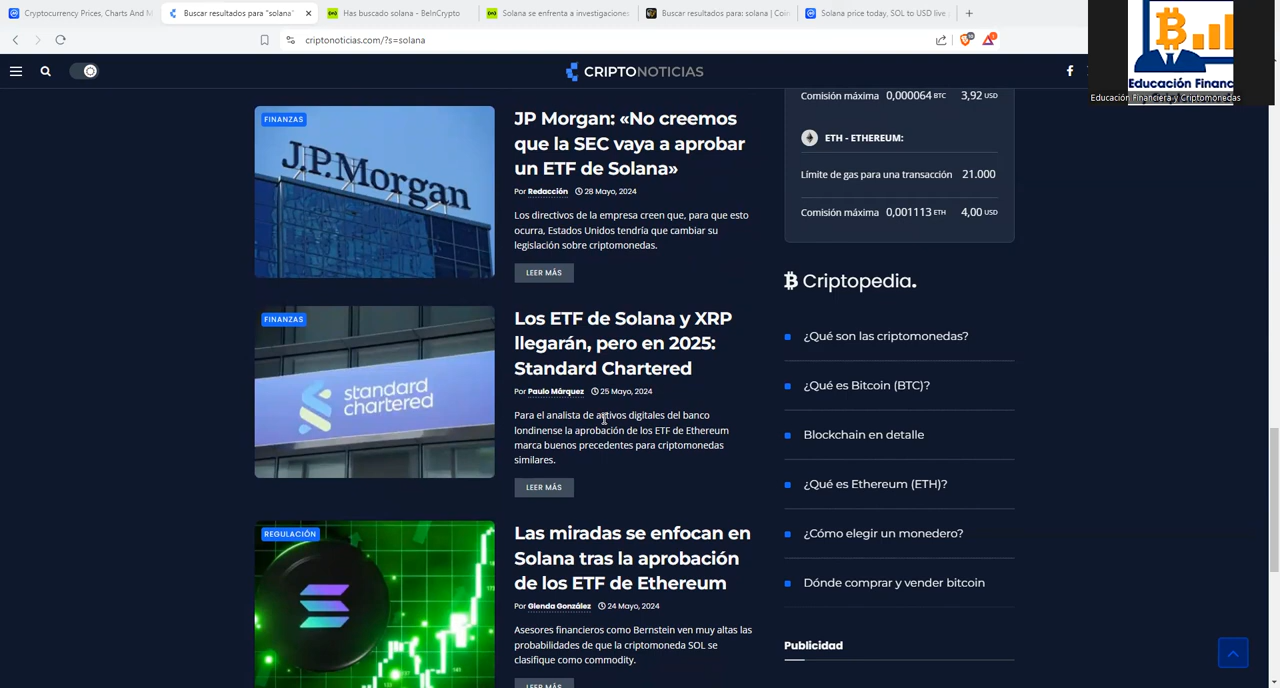 Cryptocurrency Prices, Charts And M
Buscar resultados para "solana"
Has buscado solana - BeInCrypto
Solana se enfrenta a investigaciones
Buscar resultados para: solana | Coin
Solana price today, SOL to USD live
criptonoticias.com/?s=solana
CRIPTONOTICIAS
Educación Financ
Educación Financiera y Criptomonedas
FINANZAS
J.P.Morgan
JP Morgan: «No creemos
que la SEC vaya a aprobar
un ETF de Solana»
Por Redacción 28 Mayo, 2024
Los directivos de la empresa creen que, para que esto
ocurra, Estados Unidos tendría que cambiar su
legislación sobre criptomonedas.
LEER MÁS
FINANZAS
standard
chartered
Los ETF de Solana y XRP
llegarán, pero en 2025:
Standard Chartered
Por Paulo Márquez 25 Mayo, 2024
Para el analista de activos digitales del banco
londinense la aprobación de los ETF de Ethereum
marca buenos precedentes para criptomonedas
similares.
LEER MÁS
REGULACIÓN
Las miradas se enfocan en
Solana tras la aprobación
de los ETF de Ethereum
Por Glenda González 24 Mayo, 2024
Asesores financieros como Bernstein ven muy altas las
probabilidades de que la criptomoneda SOL se
clasifique como commodity.
LEER MÁS
Comisión máxima 0,000064 BTC 3,92 USD
ETH - ETHEREUM:
Límite de gas para una transacción 21.000
Comisión máxima 0,001113 ETH 4,00 USD
Criptopedia.
¿Qué son las criptomonedas?
¿Qué es Bitcoin (BTC)?
Blockchain en detalle
¿Qué es Ethereum (ETH)?
¿Cómo elegir un monedero?
Dónde comprar y vender bitcoin
Publicidad